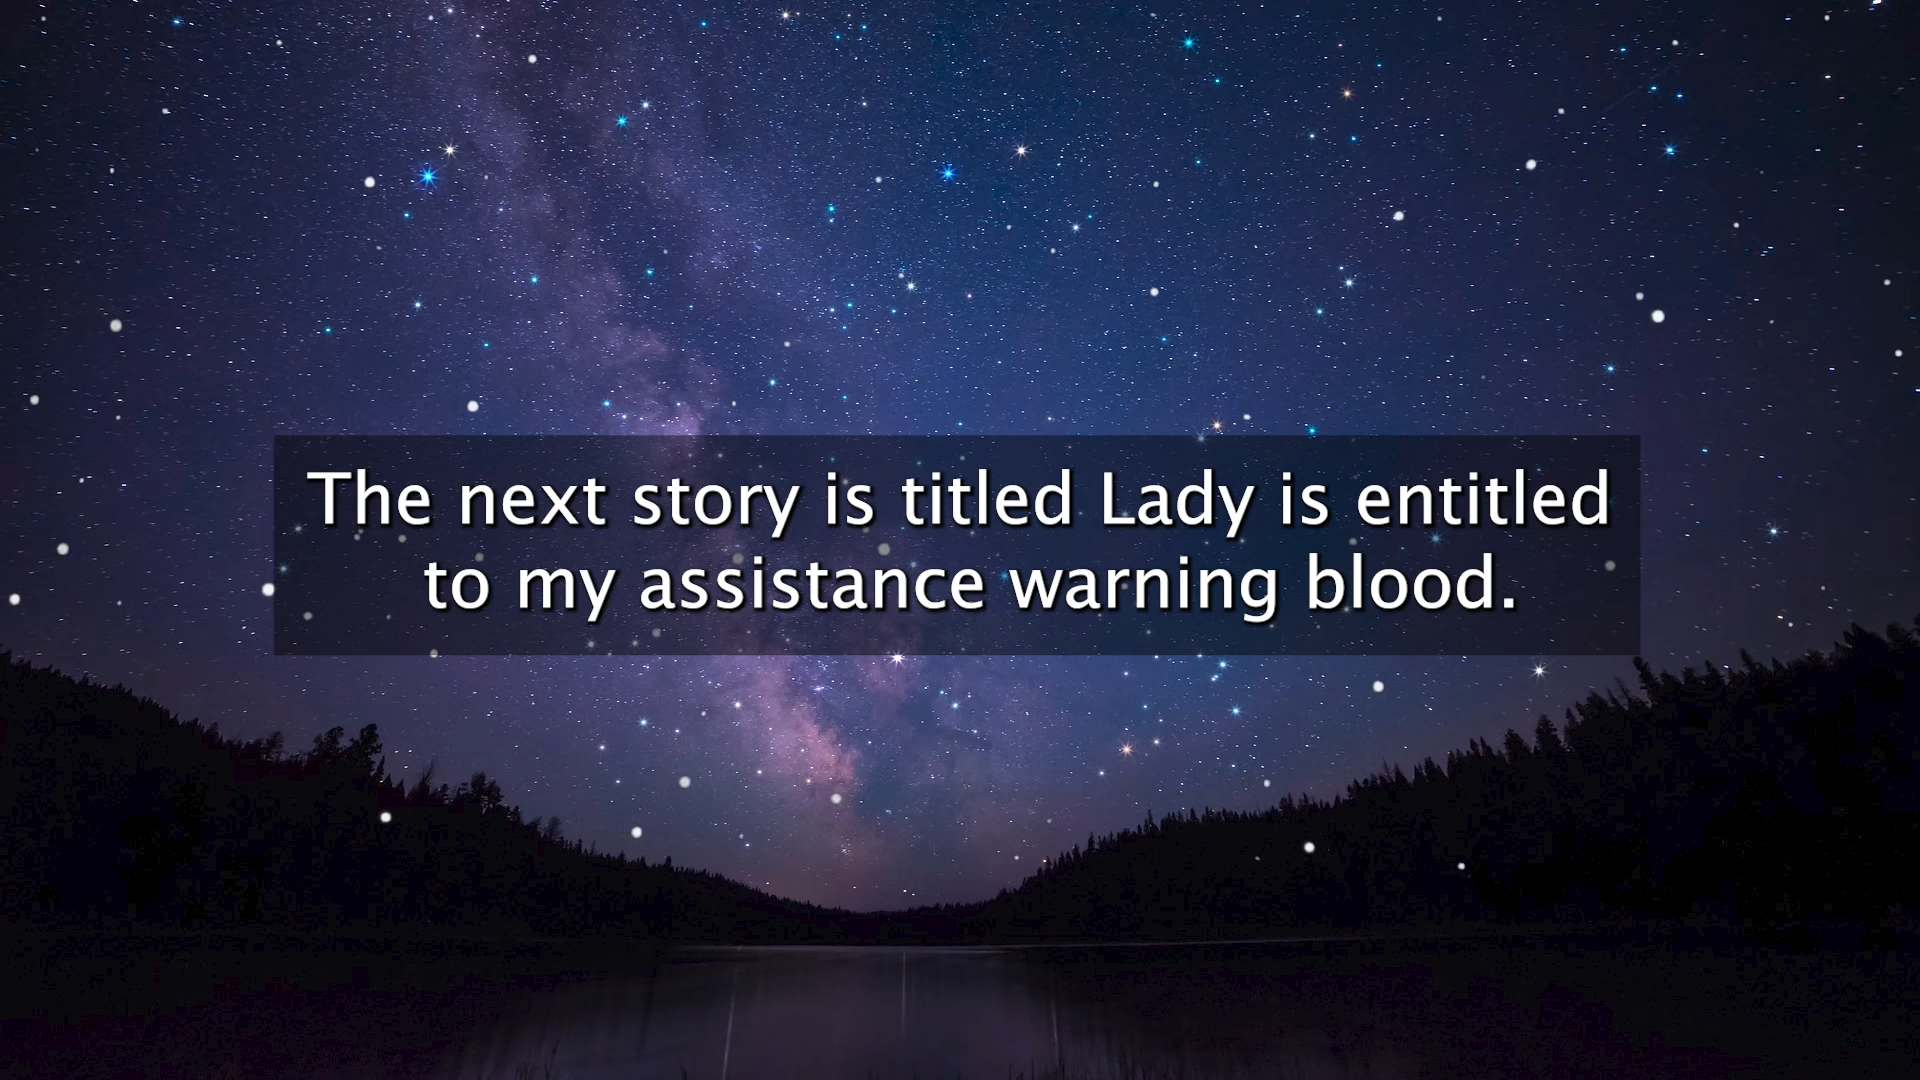 The next story is titled Lady is entitled
to my assistance warning blood.